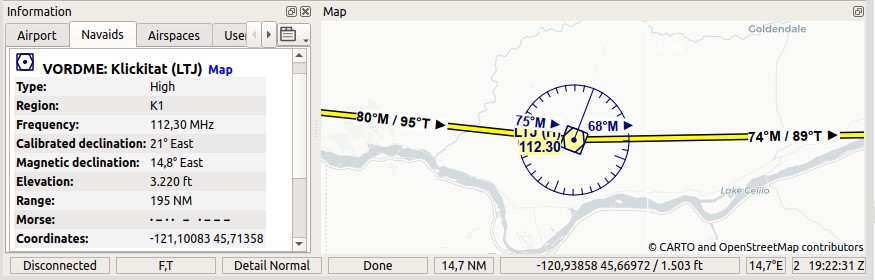 Information
Airport Navaids Airspaces Use
VORDME: Klickitat (LTJ) Map
Type: High
Region: K1
Frequency: 112,30 MHz
Calibrated declination: 21° East
Magnetic declination: 14,8° East
Elevation: 3.220 ft
Range: 195 NM
Morse: ·–·· – ·–––
Coordinates: -121,10083 45,71358
Map
Goldendale
80°M / 95°T
75°M
68°M
LTJ (H)
112.30
74°M / 89°T
Lake Celilo
© CARTO and OpenStreetMap contributors
Disconnected F,T Detail Normal Done 14,7 NM -120,93858 45,66972 / 1.503 ft 14,7°E 2 19:22:31 Z